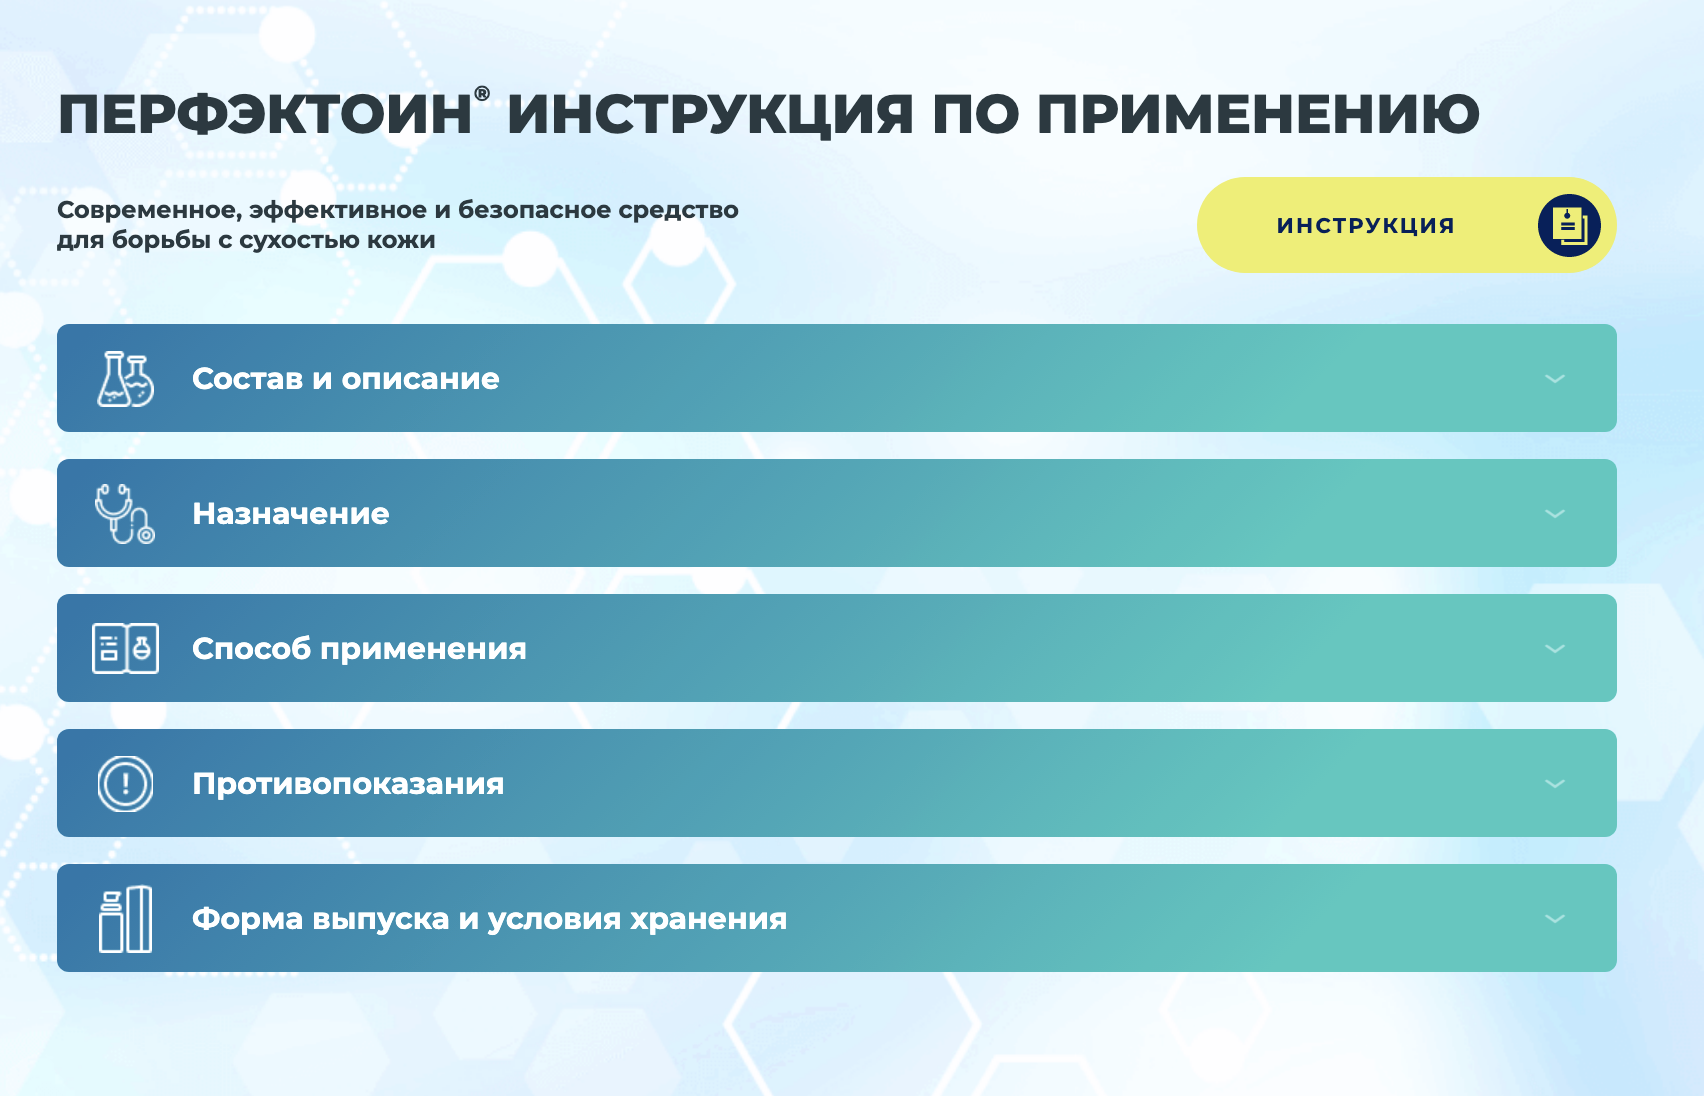 ПЕРФЭКТОИН® ИНСТРУКЦИЯ ПО ПРИМЕНЕНИЮ
Современное, эффективное и безопасное средство
для борьбы с сухостью кожи
ИНСТРУКЦИЯ
Состав и описание
Назначение
Способ применения
Противопоказания
Форма выпуска и условия хранения